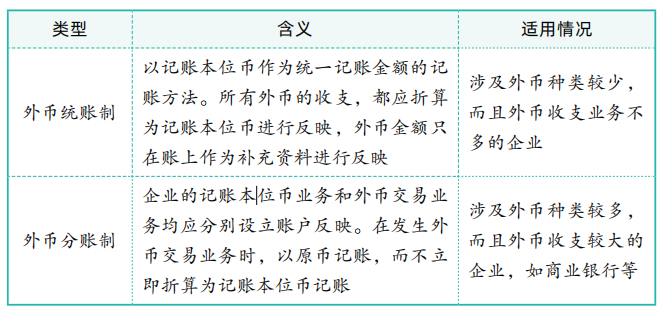 类型 含义 适用情况
外币统账制
以记账本位币作为统一记账金额的记
账方法。所有外币的收支，都应折算
为记账本位币进行反映，外币金额只
在账上作为补充资料进行反映
涉及外币种类较少，
而且外币收支业务不
多的企业
外币分账制
企业的记账本位币业务和外币交易业
务均应分别设立账户反映。在发生外
币交易业务时，以原币记账，而不立
即折算为记账本位币记账
涉及外币种类较多，
而且外币收支较大的
企业，如商业银行等